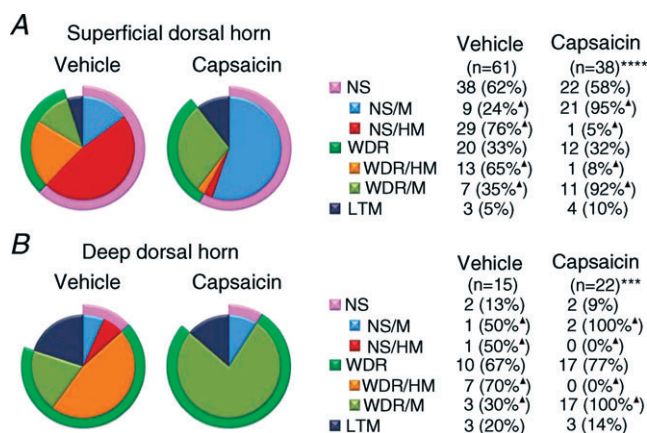 A Superficial dorsal horn
Vehicle Capsaicin
Vehicle Capsaicin
(n=61) (n=38)****
NS 38 (62%) 22 (58%)
NS/M 9 (24%▲) 21 (95%▲)
NS/HM 29 (76%▲) 1 (5%▲)
WDR 20 (33%) 12 (32%)
WDR/HM 13 (65%▲) 1 (8%▲)
WDR/M 7 (35%▲) 11 (92%▲)
LTM 3 (5%) 4 (10%)
B Deep dorsal horn
Vehicle Capsaicin
Vehicle Capsaicin
(n=15) (n=22)***
NS 2 (13%) 2 (9%)
NS/M 1 (50%▲) 2 (100%▲)
NS/HM 1 (50%▲) 0 (0%▲)
WDR 10 (67%) 17 (77%)
WDR/HM 7 (70%▲) 0 (0%▲)
WDR/M 3 (30%▲) 17 (100%▲)
LTM 3 (20%) 3 (14%)